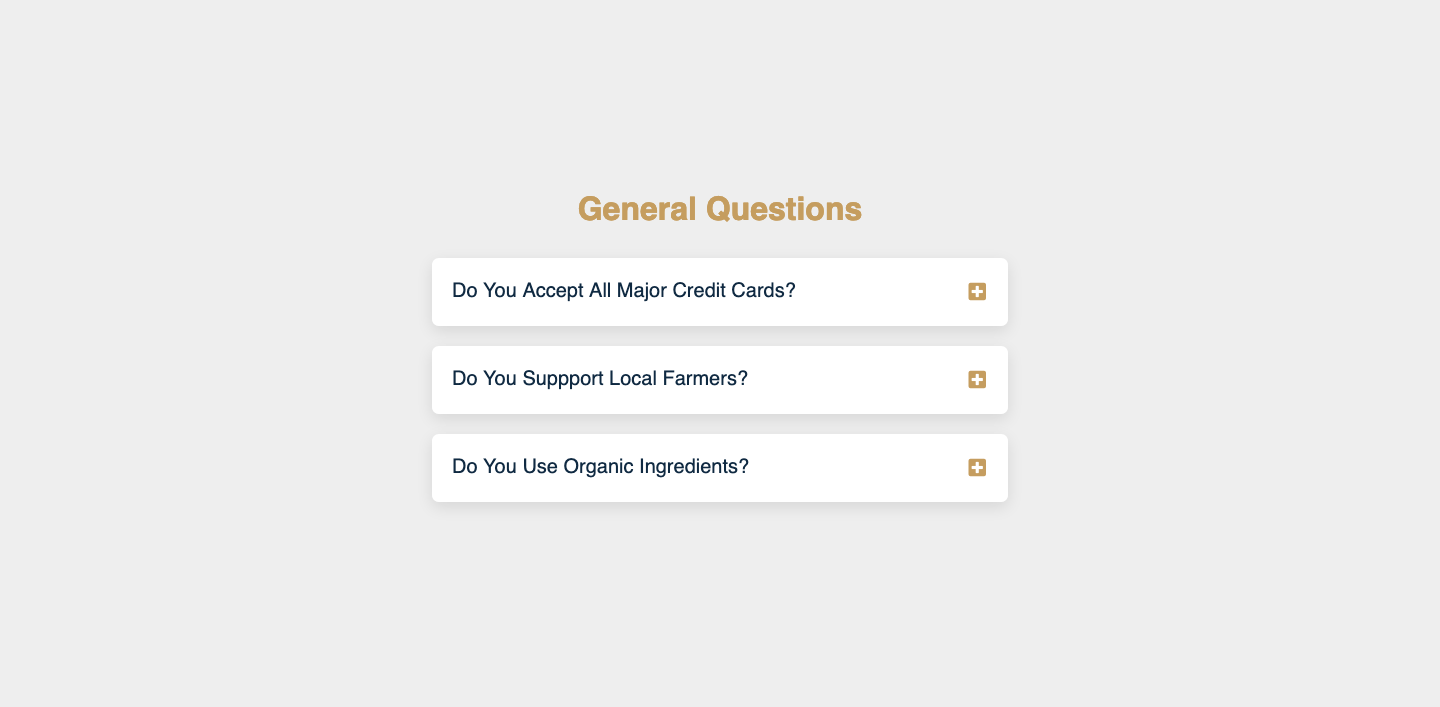 General Questions
Do You Accept All Major Credit Cards?
Do You Suppport Local Farmers?
Do You Use Organic Ingredients?